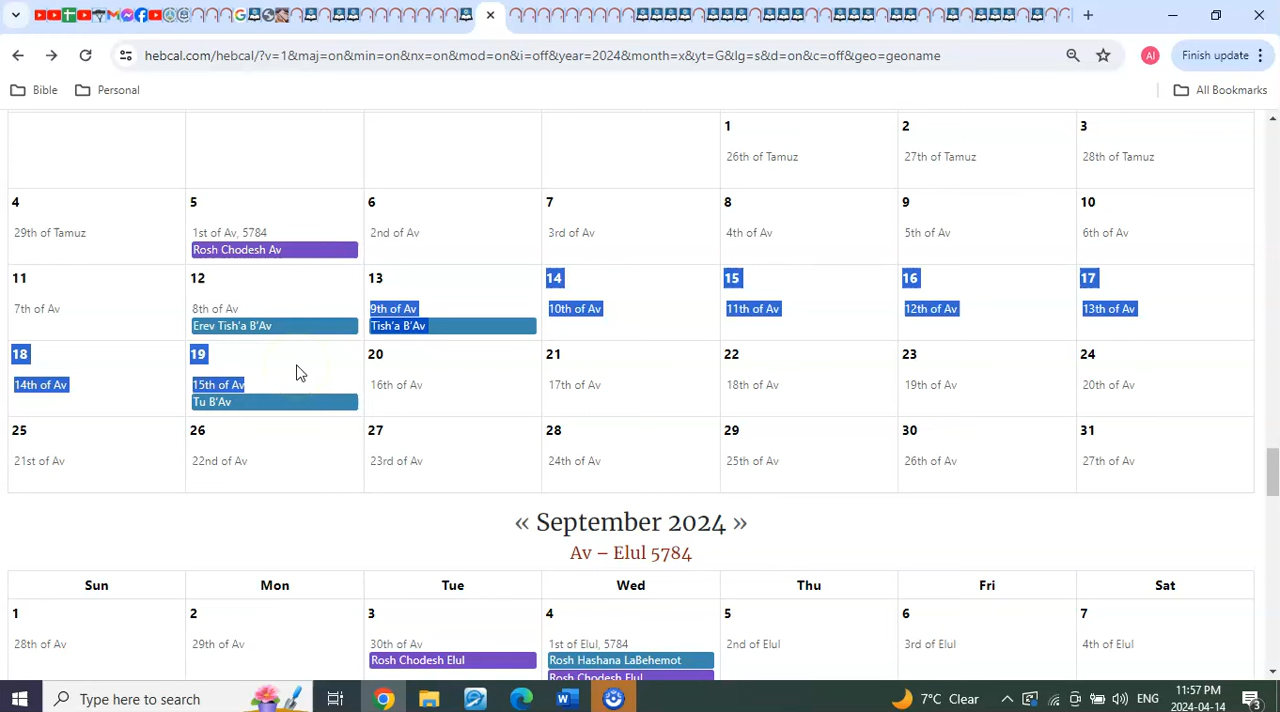 Finish update
hebcal.com/hebcal/?v=1&maj=on&min=on&nx=on&mod=on&i=off&year=2024&month=x&yt=G&lg=s&d=on&c=off&geo=geoname
AI
Bible Personal All Bookmarks
1 2 3
26th of Tamuz 27th of Tamuz 28th of Tamuz
4 5 6 7 8 9 10
29th of Tamuz 1st of Av, 5784 2nd of Av 3rd of Av 4th of Av 5th of Av 6th of Av
Rosh Chodesh Av
11 12 13 14 15 16 17
7th of Av 8th of Av 9th of Av 10th of Av 11th of Av 12th of Av 13th of Av
Erev Tish'a B'Av Tish'a B'Av
18 19 20 21 22 23 24
14th of Av 15th of Av 16th of Av 17th of Av 18th of Av 19th of Av 20th of Av
Tu B'Av
25 26 27 28 29 30 31
21st of Av 22nd of Av 23rd of Av 24th of Av 25th of Av 26th of Av 27th of Av
« September 2024 »
Av – Elul 5784
Sun Mon Tue Wed Thu Fri Sat
1 2 3 4 5 6 7
28th of Av 29th of Av 30th of Av 1st of Elul, 5784 2nd of Elul 3rd of Elul 4th of Elul
Rosh Chodesh Elul Rosh Hashana LaBehemot
Rosh Chodesh Elul
Type here to search
7°C Clear
ENG
11:57 PM
2024-04-14
3